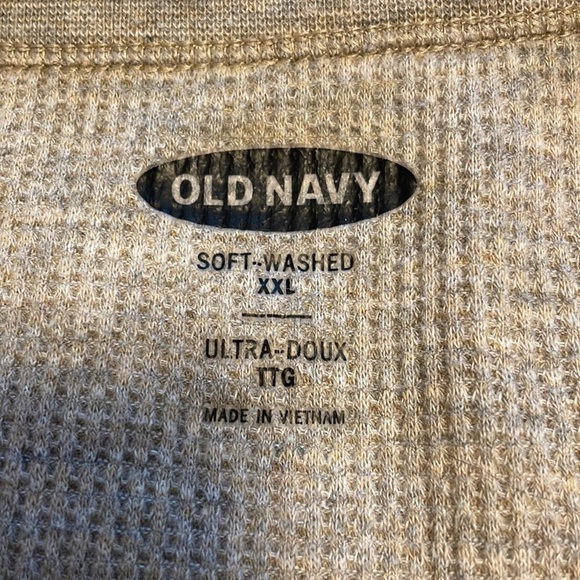 OLD NAVY
SOFT-WASHED
XXL
ULTRA-DOUX
TTG
MADE IN VIETNAM